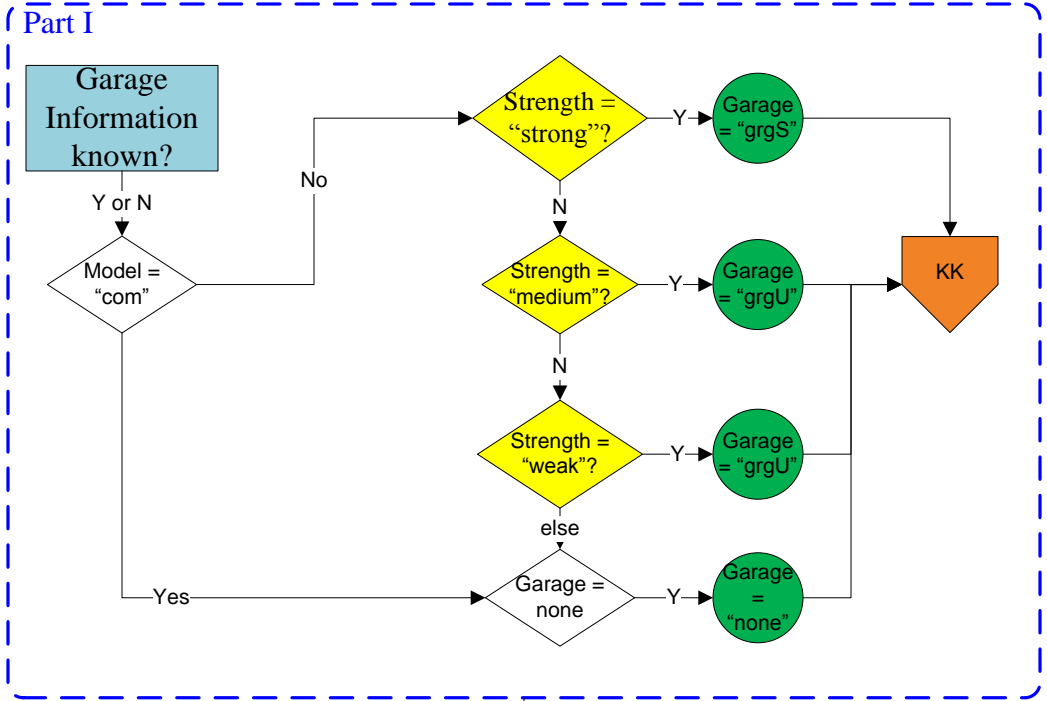 Part I
Garage
Information
known?
Y or N
Model =
“com”
No
Yes
Strength =
“strong”?
Y
Garage
= “grgS”
N
Strength =
“medium”?
Y
Garage
= “grgU”
KK
N
Strength =
“weak”?
Y
Garage
= “grgU”
else
Garage =
none
Y
Garage
=
“none”